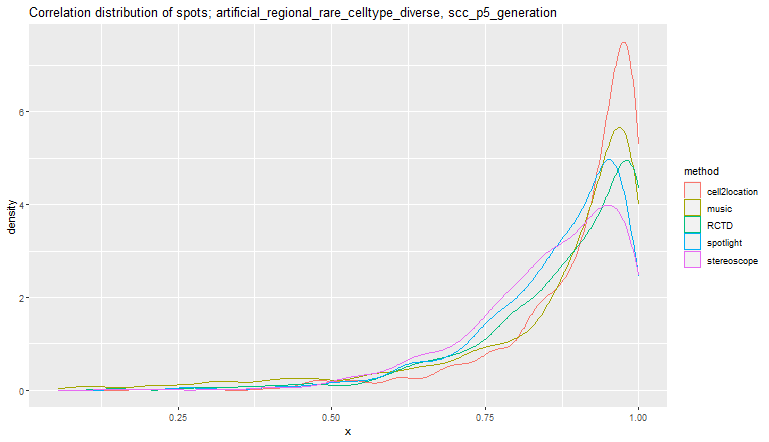 Correlation distribution of spots; artificial_regional_rare_celltype_diverse, scc_p5_generation
density
6
4
2
0
0.25
0.50
0.75
1.00
x
method
cell2location
music
RCTD
spotlight
stereoscope